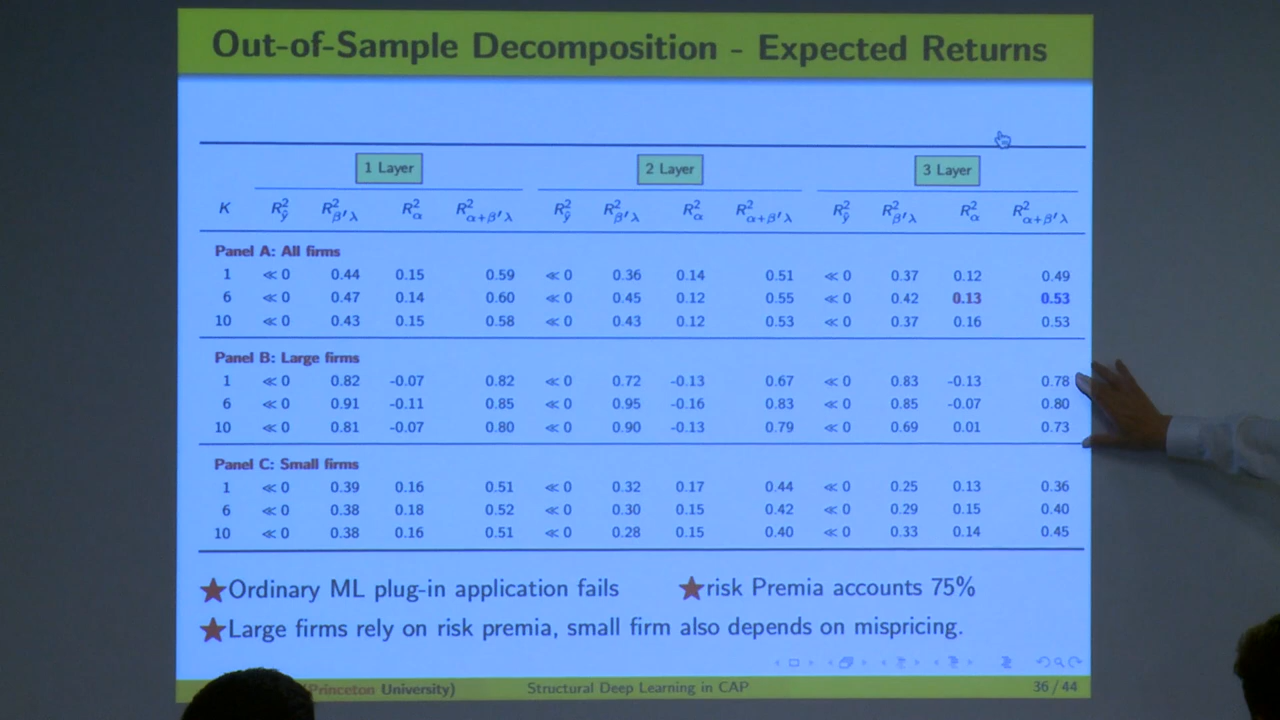 Out-of-Sample Decomposition - Expected Returns
1 Layer 2 Layer 3 Layer
K R²ŷ R²β′λ R²α R²α+β′λ R²ŷ R²β′λ R²α R²α+β′λ R²ŷ R²β′λ R²α R²α+β′λ
Panel A: All firms
1 ≪ 0 0.44 0.15 0.59 ≪ 0 0.36 0.14 0.51 ≪ 0 0.37 0.12 0.49
6 ≪ 0 0.47 0.14 0.60 ≪ 0 0.45 0.12 0.55 ≪ 0 0.42 0.13 0.53
10 ≪ 0 0.43 0.15 0.58 ≪ 0 0.43 0.12 0.53 ≪ 0 0.37 0.16 0.53
Panel B: Large firms
1 ≪ 0 0.82 -0.07 0.82 ≪ 0 0.72 -0.13 0.67 ≪ 0 0.83 -0.13 0.78
6 ≪ 0 0.91 -0.11 0.85 ≪ 0 0.95 -0.16 0.83 ≪ 0 0.85 -0.07 0.80
10 ≪ 0 0.81 -0.07 0.80 ≪ 0 0.90 -0.13 0.79 ≪ 0 0.69 0.01 0.73
Panel C: Small firms
1 ≪ 0 0.39 0.16 0.51 ≪ 0 0.32 0.17 0.44 ≪ 0 0.25 0.13 0.36
6 ≪ 0 0.38 0.18 0.52 ≪ 0 0.30 0.15 0.42 ≪ 0 0.29 0.15 0.40
10 ≪ 0 0.38 0.16 0.51 ≪ 0 0.28 0.15 0.40 ≪ 0 0.33 0.14 0.45
★Ordinary ML plug-in application fails ★risk Premia accounts 75%
★Large firms rely on risk premia, small firm also depends on mispricing.
(Princeton University) Structural Deep Learning in CAP 36 / 44